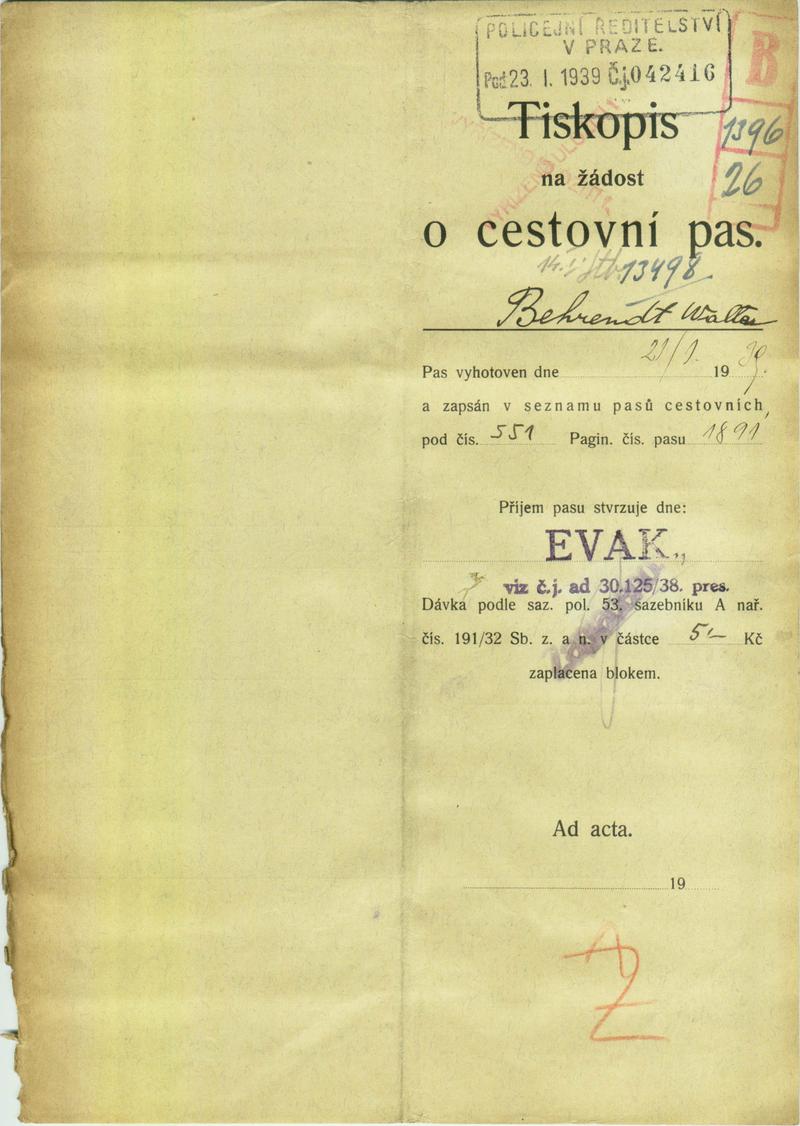 POLICEJNÍ ŘEDITELSTVÍ
V PRAZE.
Pod 23. I. 1939 Č.j. 042416
B
1396
26
Tiskopis
na žádost
o cestovní pas.
13498
Behrendt Walter
Pas vyhotoven dne 21/1. 1939.
a zapsán v seznamu pasů cestovních,
pod čís. 551 Pagin. čís. pasu 1891
Příjem pasu stvrzuje dne:
EVAK.,
viz č.j. ad 30.125/38. pres.
Dávka podle saz. pol. 53. sazebníku A nař.
čís. 191/32 Sb. z. a n. v částce 5·— Kč
zaplacena blokem.
Ad acta.
19